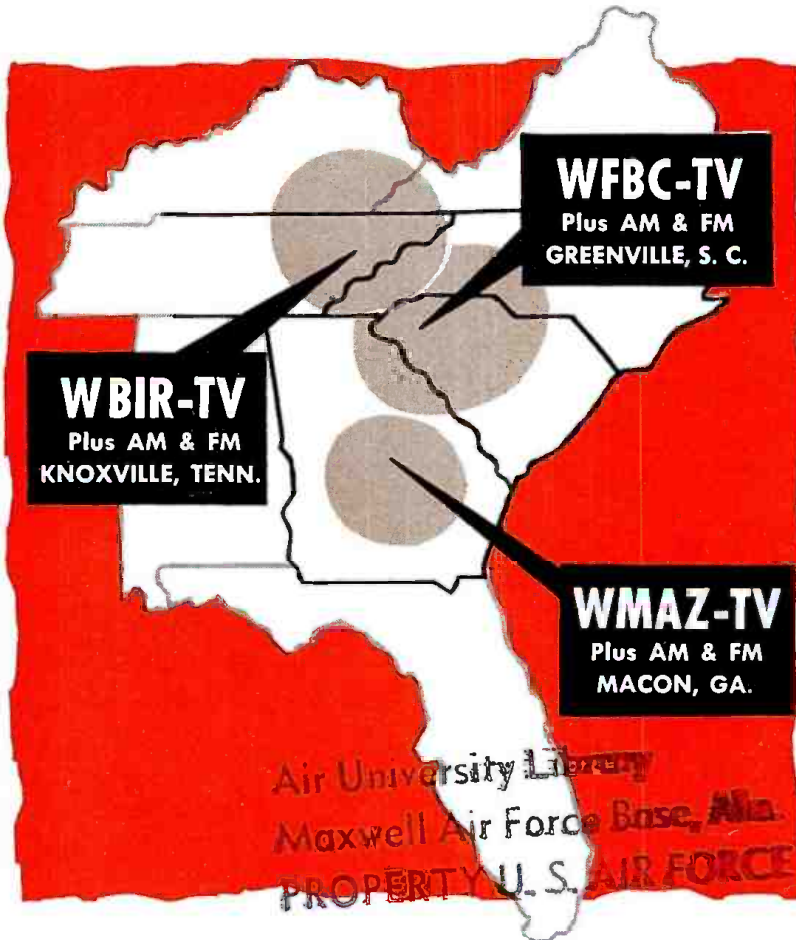 WFBC-TV
Plus AM & FM
GREENVILLE, S. C.
WBIR-TV
Plus AM & FM
KNOXVILLE, TENN.
WMAZ-TV
Plus AM & FM
MACON, GA.
Air University Library
Maxwell Air Force Base, Ala.
PROPERTY U. S. AIR FORCE